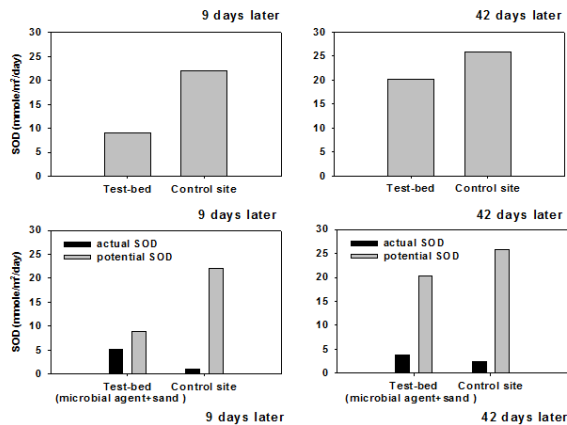 9 days later
30
25
20
15
10
5
0
SOD (mmole/m²/day)
Test-bed
Control site
42 days later
30
25
20
15
10
5
0
Test-bed
Control site
9 days later
30
25
20
15
10
5
0
SOD (mmole/m²/day)
actual SOD
potential SOD
Test-bed
(microbial agent+sand )
Control site
42 days later
30
25
20
15
10
5
0
actual SOD
potential SOD
Test-bed
(microbial agent+sand )
Control site
9 days later
42 days later